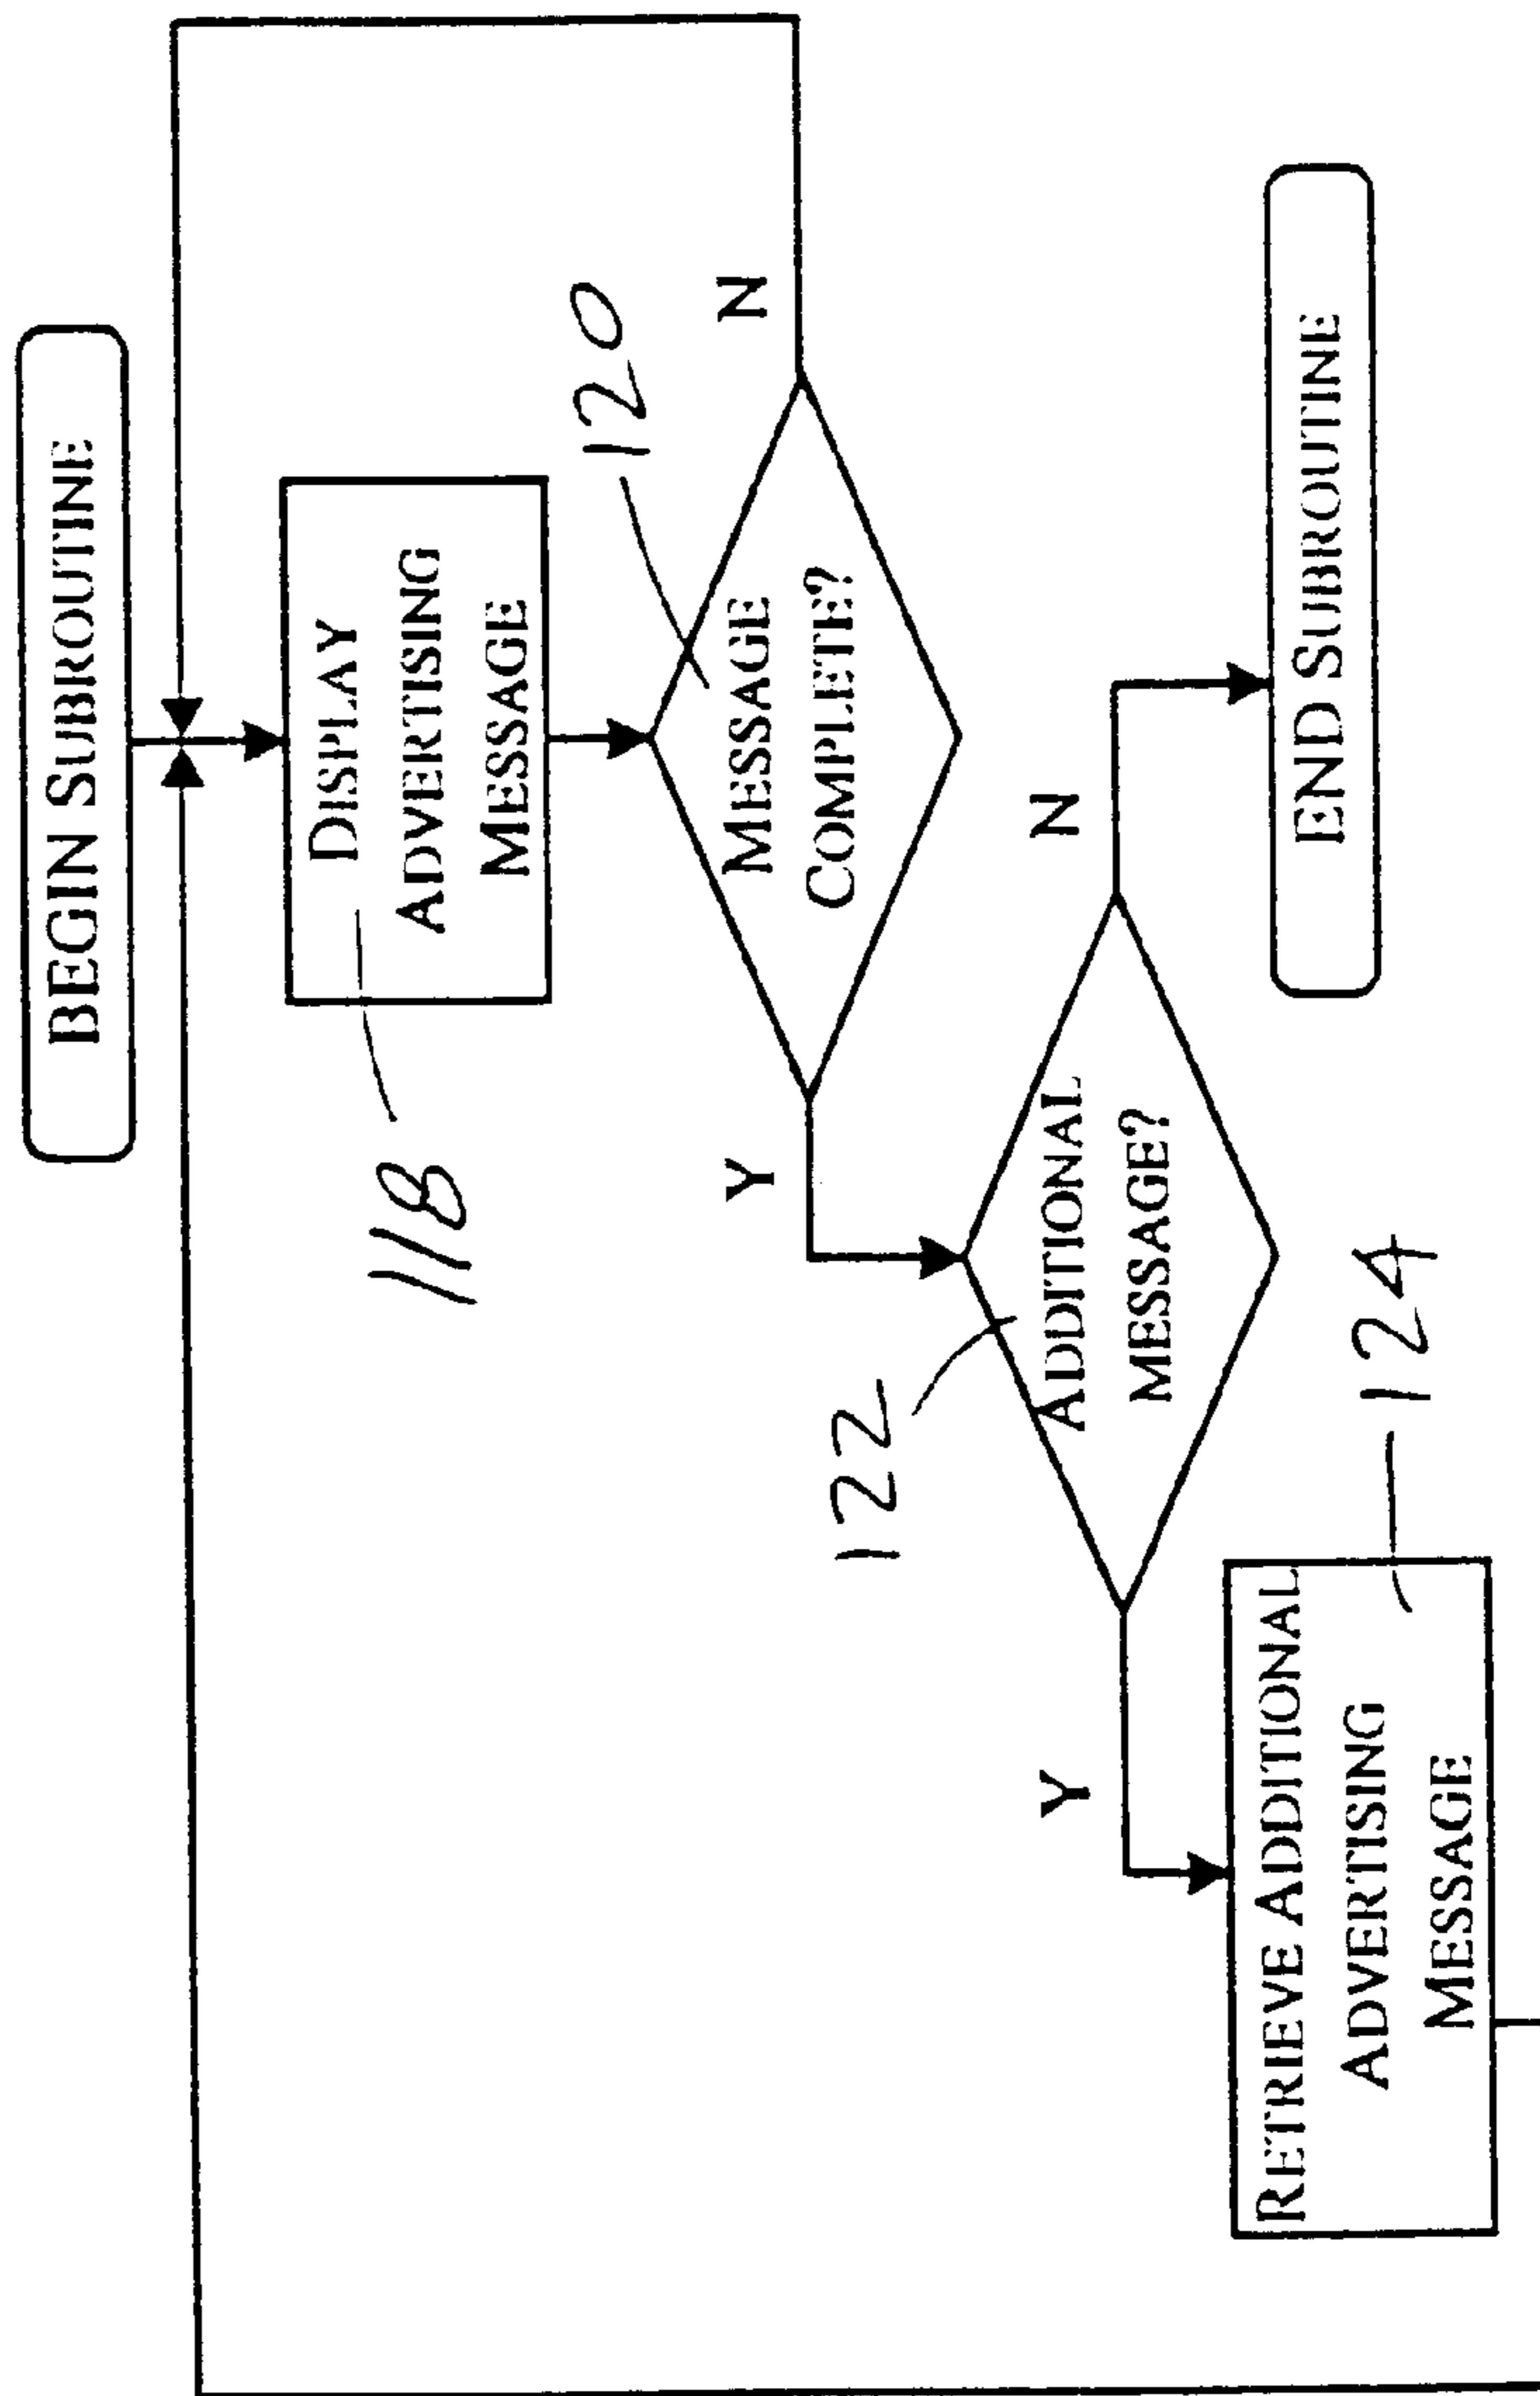 BEGIN SUBROUTINE
DISPLAY
ADVERTISING
MESSAGE
118
120
MESSAGE
COMPLETE?
Y
N
122
ADDITIONAL
MESSAGE?
Y
N
RETRIEVE ADDITIONAL
ADVERTISING
MESSAGE
124
END SUBROUTINE